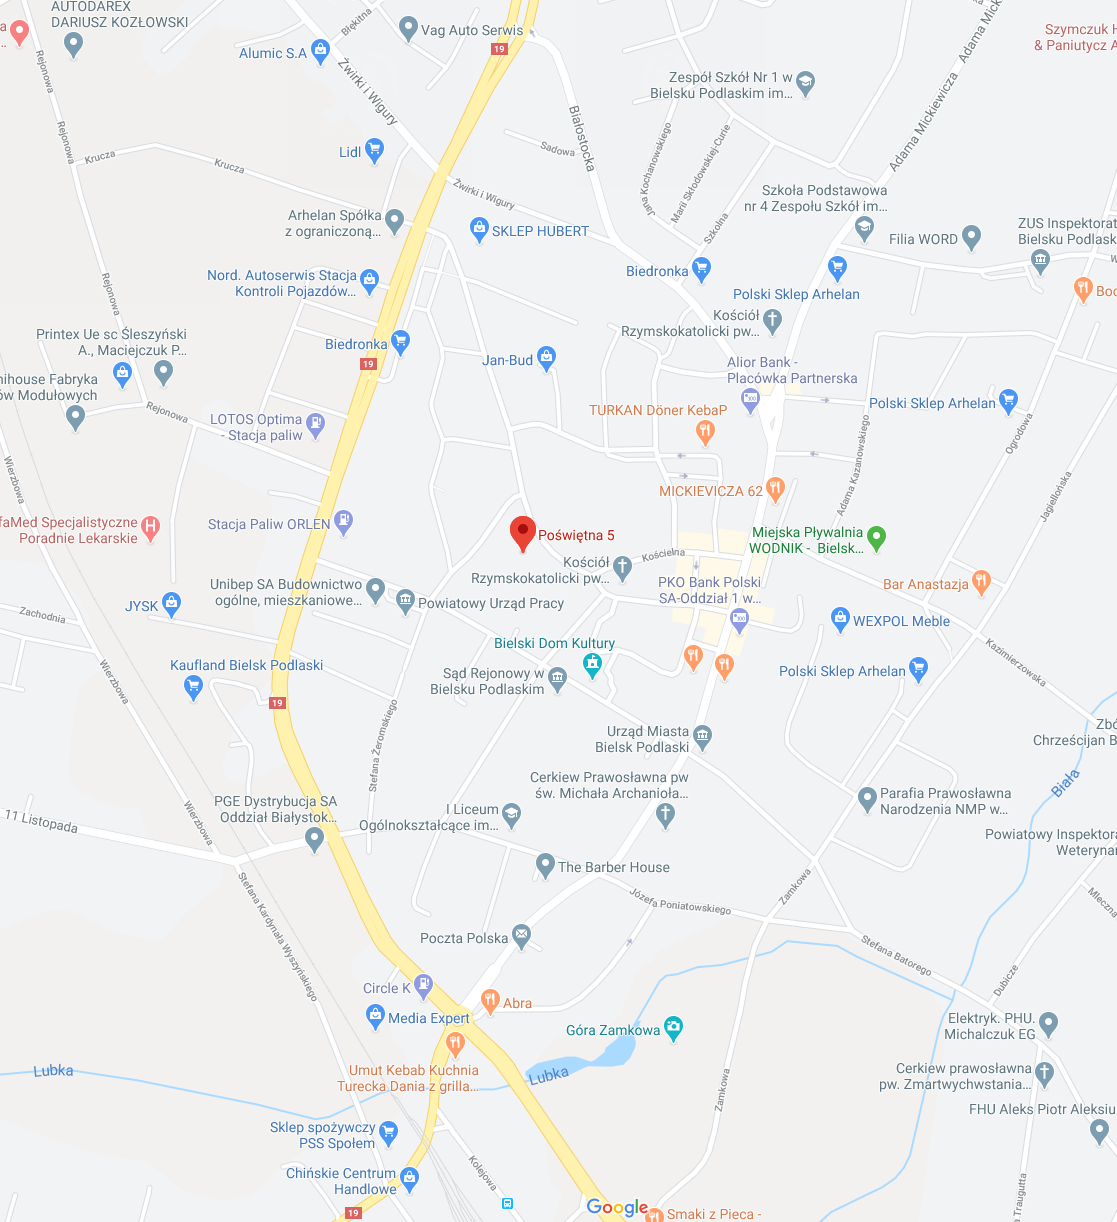 AUTODAREX
DARIUSZ KOZŁOWSKI
a
...
Rejonowa
Alumic S.A
Błękitna
Vag Auto Serwis
19
Szymczuk H
& Paniutycz A
Adama Mick
Żwirki i Wigury
Zespół Szkół Nr 1 w
Bielsku Podlaskim im...
Adama Mickiewicza
Białostocka
Rejonowa
Lidl
Krucza
Krucza
Sadowa
Jana Kochanowskiego
Marii Skłodowskiej-Curie
Żwirki i Wigury
Szkoła Podstawowa
nr 4 Zespołu Szkół im...
Arhelan Spółka
z ograniczoną...
SKLEP HUBERT
Szkolna
Filia WORD
ZUS Inspektorat
Bielsku Podlask
W
Rejonowa
Nord. Autoserwis Stacja
Kontroli Pojazdów...
Biedronka
Polski Sklep Arhelan
Boc
Printex Ue sc Śleszyński
A., Maciejczuk P...
Biedronka
Kościół
Rzymskokatolicki pw...
19
Jan-Bud
Alior Bank -
Placówka Partnerska
nihouse Fabryka
ów Modułowych
Rejonowa
LOTOS Optima
- Stacja paliw
TURKAN Döner KebaP
Polski Sklep Arhelan
Ogrodowa
Adama Kazanowskiego
Wierzbowa
MICKIEVICZA 62
Jagiellońska
faMed Specjalistyczne
Poradnie Lekarskie
Stacja Paliw ORLEN
Poświętna 5
Miejska Pływalnia
WODNIK - Bielsk...
Kościelna
Kościół
Rzymskokatolicki pw...
Unibep SA Budownictwo
ogólne, mieszkaniowe...
Powiatowy Urząd Pracy
PKO Bank Polski
SA-Oddział 1 w...
Bar Anastazja
JYSK
Zachodnia
WEXPOL Meble
Bielski Dom Kultury
Kazimierzowska
Kaufland Bielsk Podlaski
Sąd Rejonowy w
Bielsku Podlaskim
Polski Sklep Arhelan
Wierzbowa
19
Stefana Żeromskiego
Urząd Miasta
Bielsk Podlaski
Zbó
Chrześcijan B
Biała
Cerkiew Prawosławna pw
św. Michała Archanioła...
PGE Dystrybucja SA
Oddział Białystok...
I Liceum
Ogólnokształcące im...
Parafia Prawosławna
Narodzenia NMP w...
11 Listopada
Wierzbowa
Powiatowy Inspektora
Weterynar
The Barber House
Zamkowa
Józefa Poniatowskiego
Mleczna
Stefana Kardynała Wyszyńskiego
Poczta Polska
Stefana Batorego
Circle K
Abra
Dubicze
Media Expert
Góra Zamkowa
Elektryk. PHU.
Michalczuk EG
Lubka
Umut Kebab Kuchnia
Turecka Dania z grilla...
Lubka
Cerkiew prawosławna
pw. Zmartwychwstania...
Zamkowa
FHU Aleks Piotr Aleksiu
Sklep spożywczy
PSS Społem
Chińskie Centrum
Handlowe
Kolejowa
Traugutta
19
Google
Smaki z Pieca -